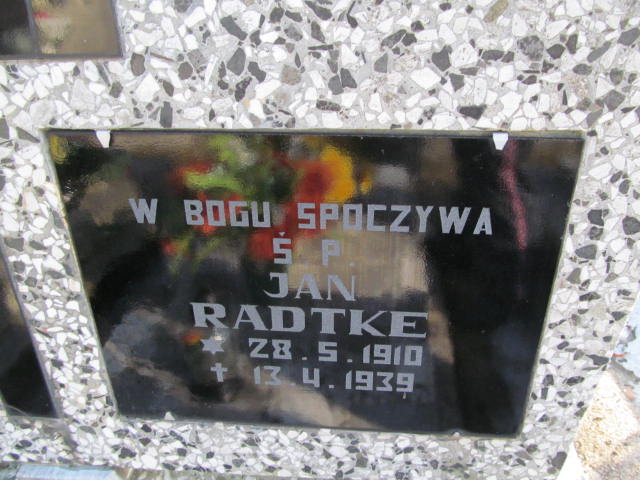 W BOGU SPOCZYWA
Ś P.
JAN
RADTKE
* 28.5.1910
† 13.4.1939